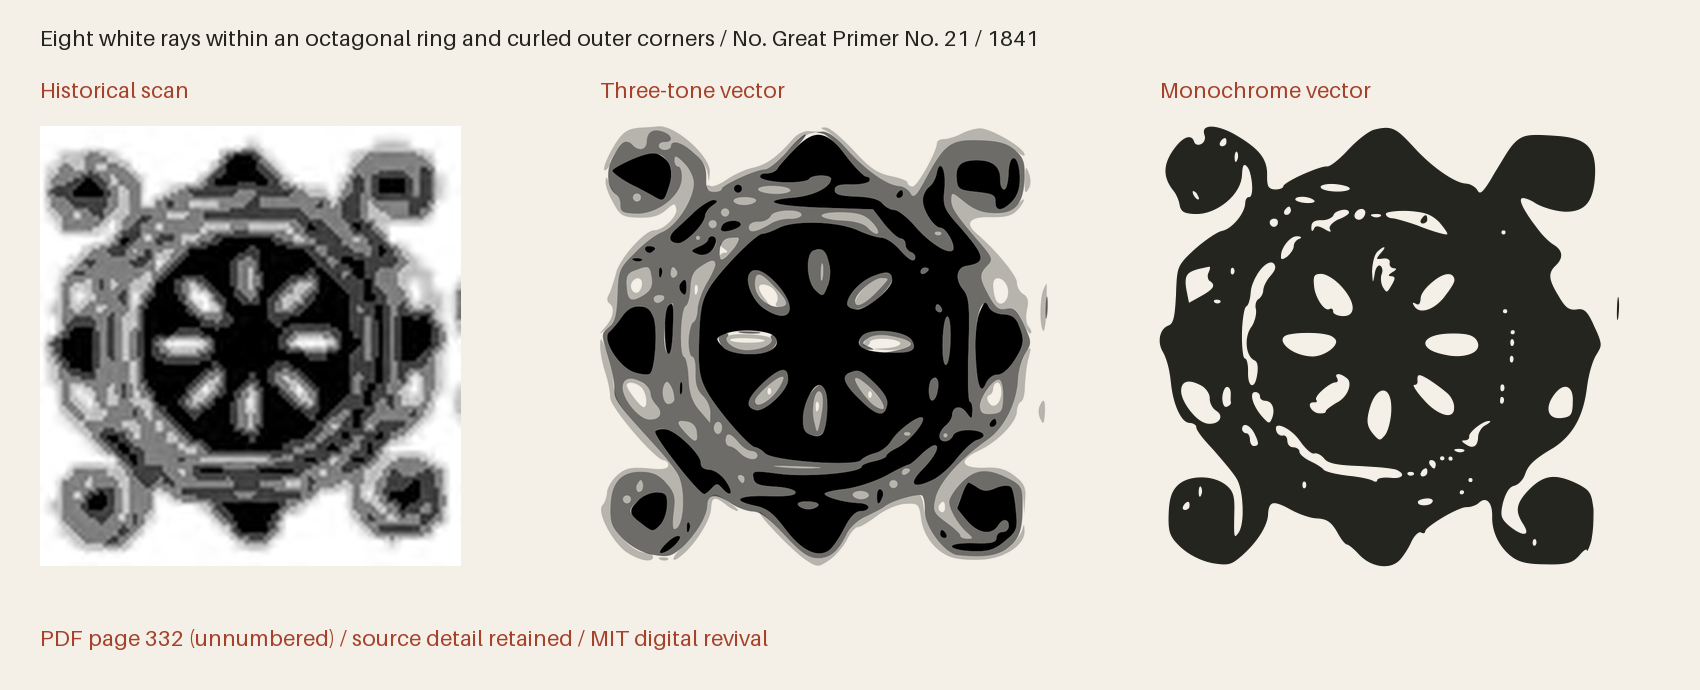 Eight white rays within an octagonal ring and curled outer corners / No. Great Primer No. 21 / 1841
Historical scan
Three-tone vector
Monochrome vector
PDF page 332 (unnumbered) / source detail retained / MIT digital revival